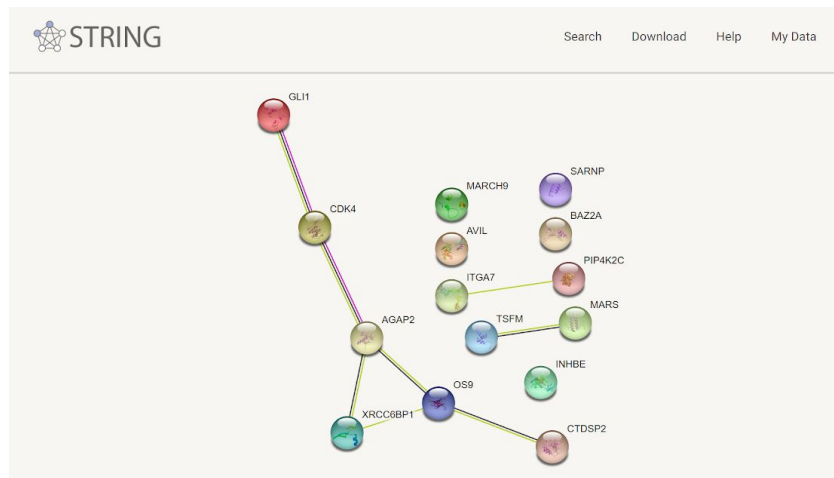 STRING
Search Download Help My Data
GLI1
SARNP
MARCH9
CDK4
BAZ2A
AVIL
PIP4K2C
ITGA7
MARS
AGAP2
TSFM
INHBE
OS9
XRCC6BP1
CTDSP2